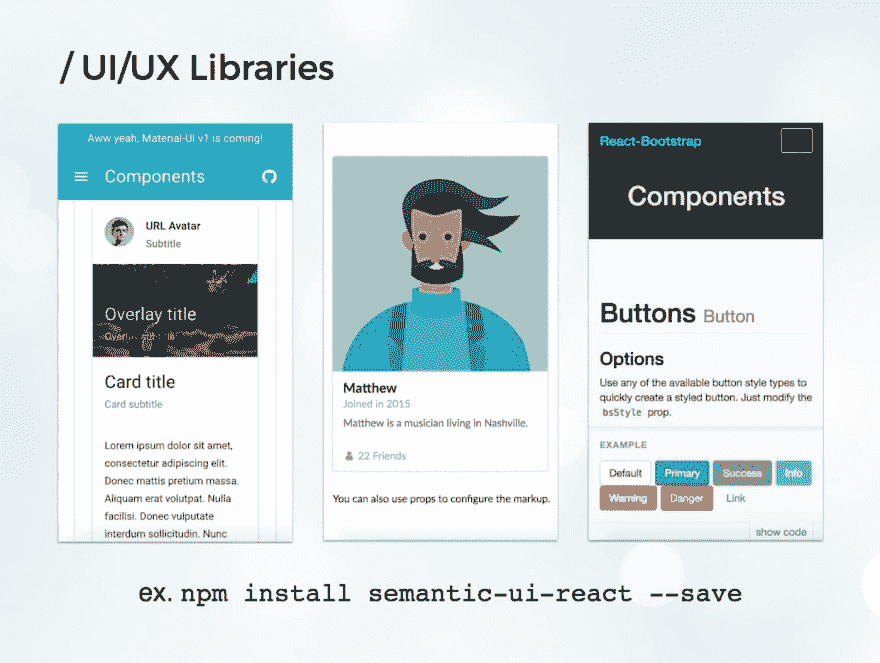 / UI/UX Libraries
Aww yeah, Material-UI v1 is coming!
Components
URL Avatar
Subtitle
Overlay title
Card title
Card subtitle
Lorem ipsum dolor sit amet,
consectetur adipiscing elit.
Donec mattis pretium massa.
Aliquam erat volutpat. Nulla
facilisi. Donec vulputate
interdum sollicitudin. Nunc
Matthew
Joined in 2015
Matthew is a musician living in Nashville.
22 Friends
You can also use props to configure the markup.
React-Bootstrap
Components
Buttons Button
Options
Use any of the available button style types to
quickly create a styled button. Just modify the
bsStyle prop.
EXAMPLE
Default Primary Success Info
Warning Danger Link
show code
ex. npm install semantic-ui-react --save